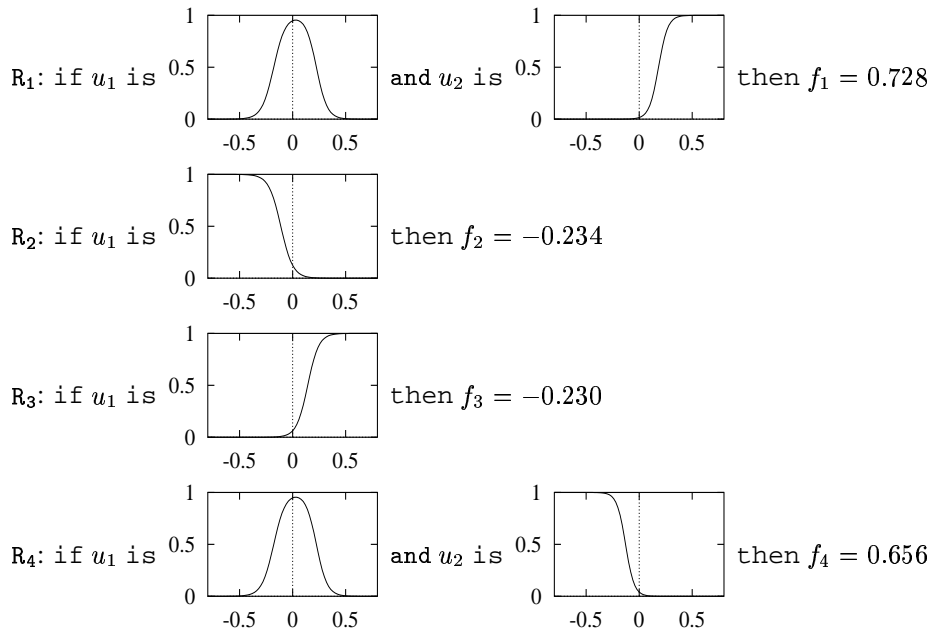 1
0.5
0
-0.5 0 0.5
R₁: if u₁ is
and u₂ is
1
0.5
0
-0.5 0 0.5
then f₁ = 0.728
1
0.5
0
-0.5 0 0.5
R₂: if u₁ is
then f₂ = −0.234
1
0.5
0
-0.5 0 0.5
R₃: if u₁ is
then f₃ = −0.230
1
0.5
0
-0.5 0 0.5
R₄: if u₁ is
and u₂ is
1
0.5
0
-0.5 0 0.5
then f₄ = 0.656